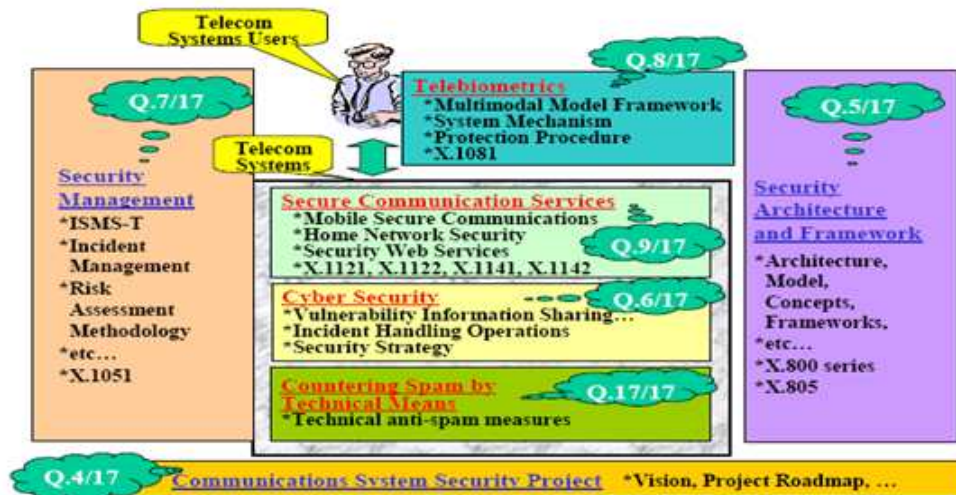 Telecom
Systems Users
Q.8/17
Telebiometrics
*Multimodal Model Framework
*System Mechanism
*Protection Procedure
*X.1081
Q.7/17
Security
Management
*ISMS-T
*Incident
Management
*Risk
Assessment
Methodology
*etc…
*X.1051
Telecom
Systems
Secure Communication Services
*Mobile Secure Communications
*Home Network Security
*Security Web Services
*X.1121, X.1122, X.1141, X.1142
Q.9/17
Cyber Security
*Vulnerability Information Sharing…
*Incident Handling Operations
*Security Strategy
Q.6/17
Countering Spam by
Technical Means
*Technical anti-spam measures
Q.17/17
Q.5/17
Security
Architecture
and Framework
*Architecture,
Model,
Concepts,
Frameworks,
*etc…
*X.800 series
*X.805
Q.4/17
Communications System Security Project *Vision, Project Roadmap, …